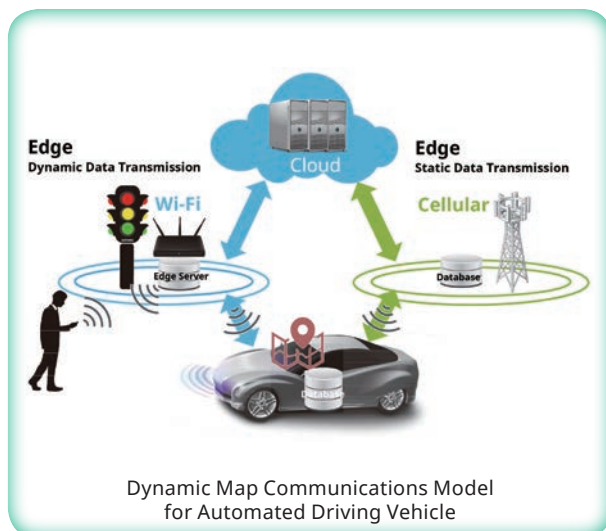 Cloud
Edge
Dynamic Data Transmission
Wi-Fi
Edge Server
Edge
Static Data Transmission
Cellular
Database
Database
Dynamic Map Communications Model
for Automated Driving Vehicle